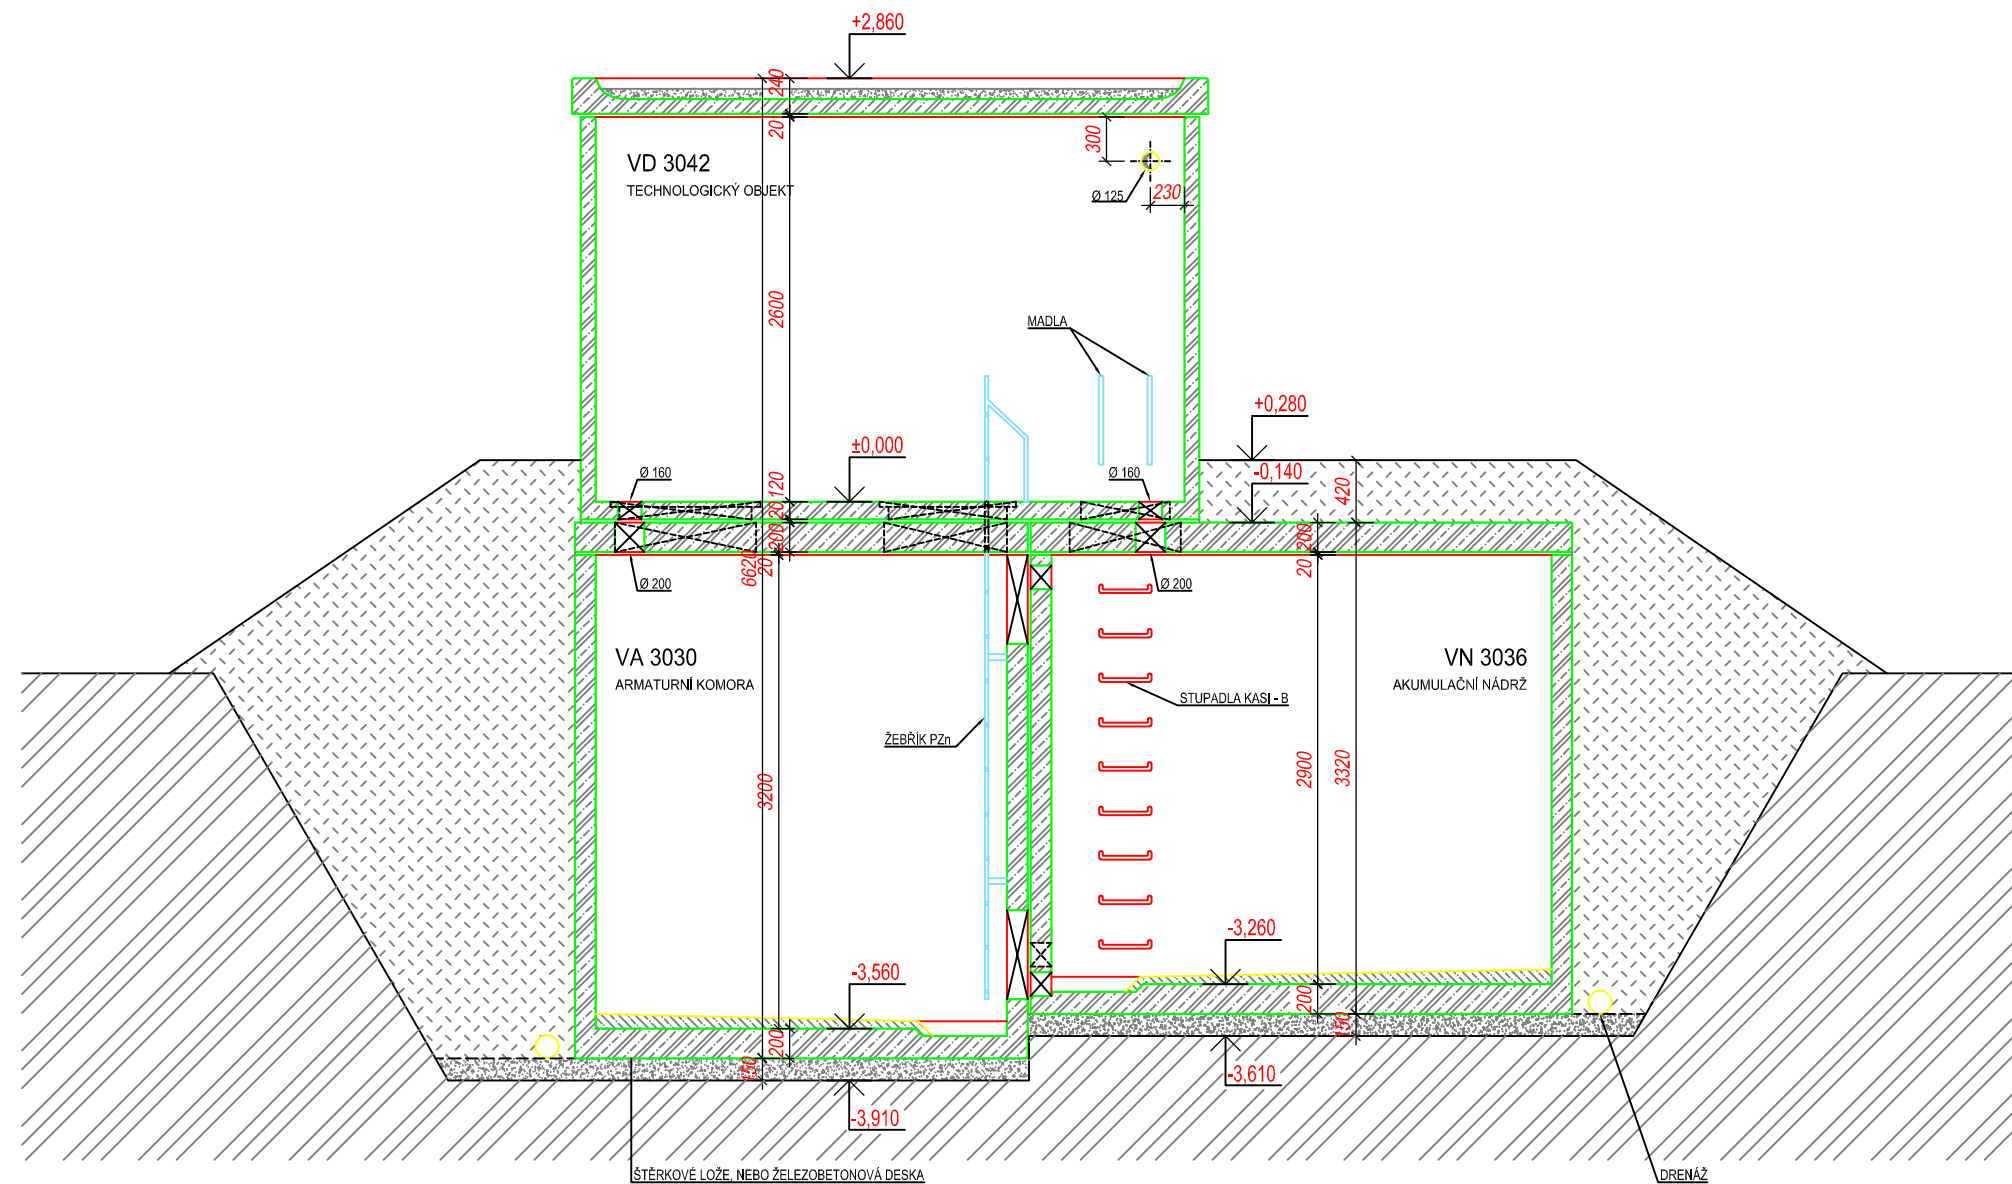 +2,860
240
20
300
VD 3042
TECHNOLOGICKÝ OBJEKT
Ø 125
230
2600
MADLA
+0,280
±0,000
-0,140
Ø 160
Ø 160
120
420
20
200
200
6620
20
20
Ø 200
Ø 200
VA 3030
ARMATURNÍ KOMORA
VN 3036
AKUMULAČNÍ NÁDRŽ
STUPADLA KASI - B
ŽEBŘÍK PZn
3200
2900
3320
-3,260
-3,560
200
150
200
150
-3,610
-3,910
ŠTĚRKOVÉ LOŽE, NEBO ŽELEZOBETONOVÁ DESKA
DRENÁŽ